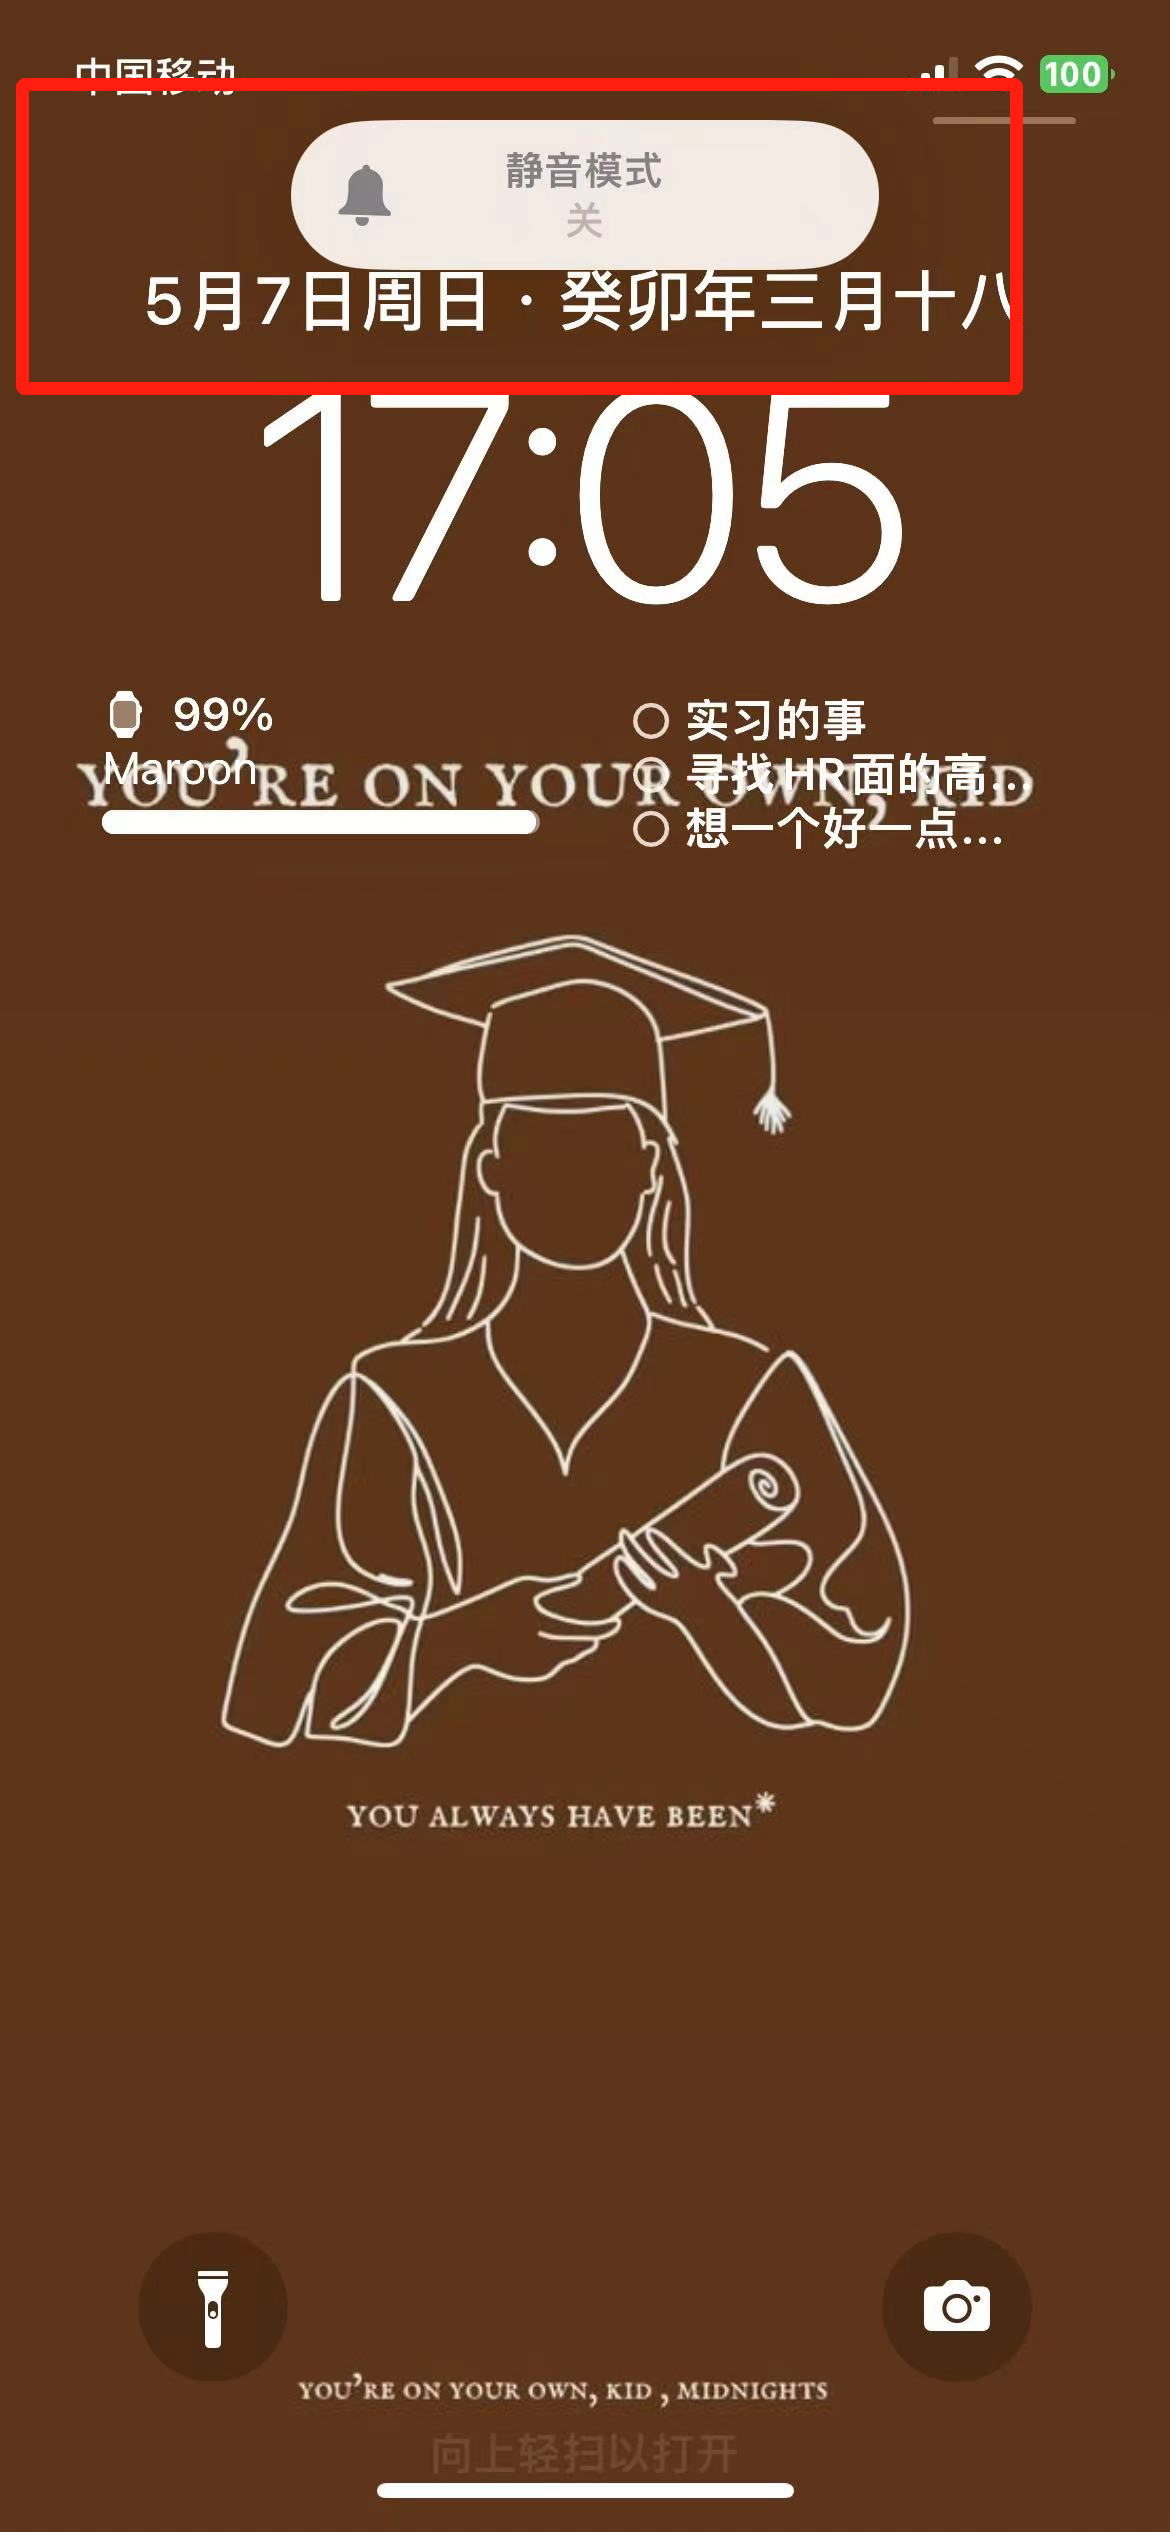 中国移动
100
静音模式
关
5月7日周日 · 癸卯年三月十八
17:05
99%
Maroon
实习的事
寻找HR面的高...
想一个好一点...
YOU'RE ON YOUR OWN, KID
YOU ALWAYS HAVE BEEN*
YOU'RE ON YOUR OWN, KID , MIDNIGHTS
向上轻扫以打开